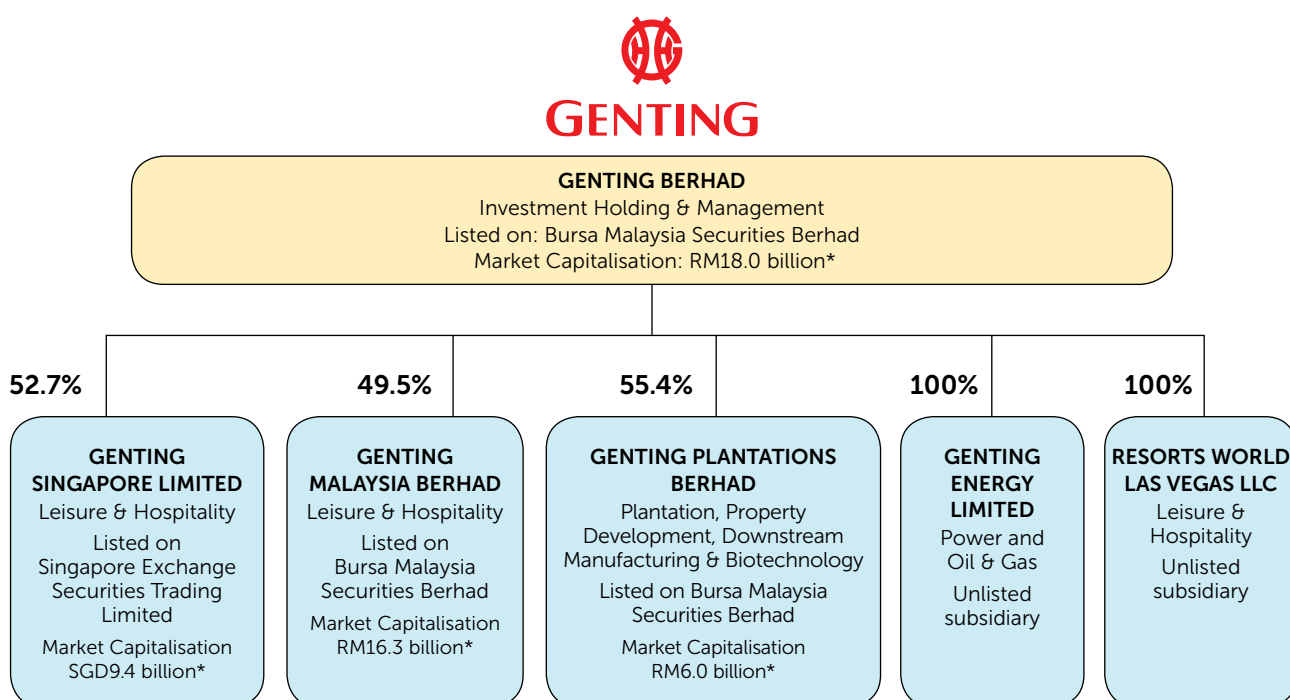 GENTING
GENTING BERHAD
Investment Holding & Management
Listed on: Bursa Malaysia Securities Berhad
Market Capitalisation: RM18.0 billion*
52.7%
49.5%
55.4%
100%
100%
GENTING
SINGAPORE LIMITED
Leisure & Hospitality
Listed on
Singapore Exchange
Securities Trading
Limited
Market Capitalisation
SGD9.4 billion*
GENTING
MALAYSIA BERHAD
Leisure & Hospitality
Listed on
Bursa Malaysia
Securities Berhad
Market Capitalisation
RM16.3 billion*
GENTING PLANTATIONS
BERHAD
Plantation, Property
Development, Downstream
Manufacturing & Biotechnology
Listed on Bursa Malaysia
Securities Berhad
Market Capitalisation
RM6.0 billion*
GENTING
ENERGY
LIMITED
Power and
Oil & Gas
Unlisted
subsidiary
RESORTS WORLD
LAS VEGAS LLC
Leisure &
Hospitality
Unlisted
subsidiary